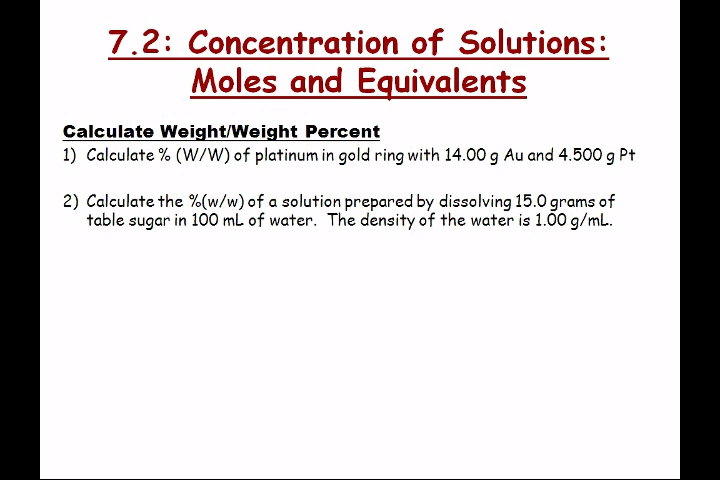 7.2: Concentration of Solutions:
Moles and Equivalents
Calculate Weight/Weight Percent
1) Calculate % (W/W) of platinum in gold ring with 14.00 g Au and 4.500 g Pt
2) Calculate the %(w/w) of a solution prepared by dissolving 15.0 grams of
table sugar in 100 mL of water. The density of the water is 1.00 g/mL.